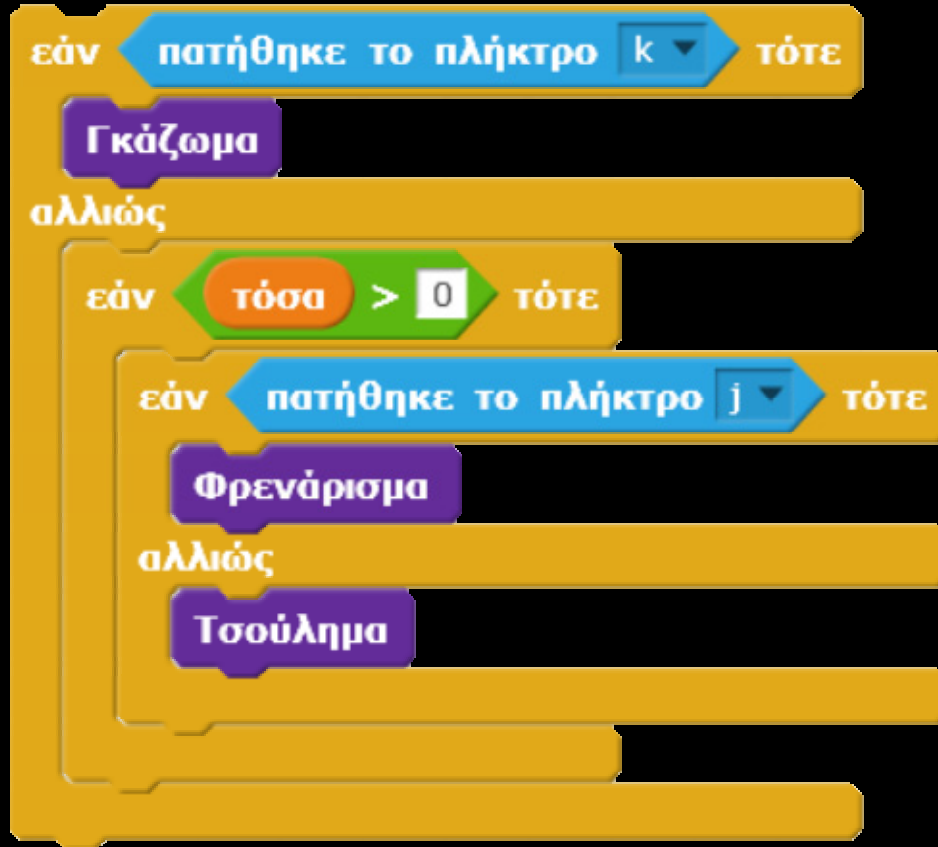 εάν πατήθηκε το πλήκτρο k τότε
Γκάζωμα
αλλιώς
εάν τόσα > 0 τότε
εάν πατήθηκε το πλήκτρο j τότε
Φρενάρισμα
αλλιώς
Τσούλημα